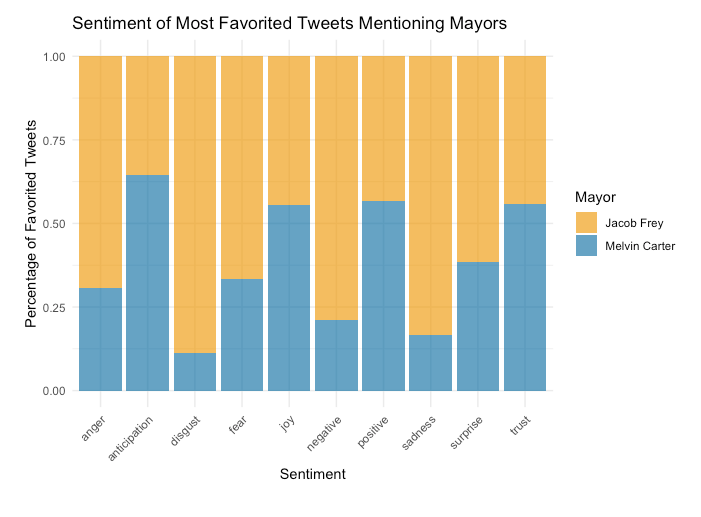 Sentiment of Most Favorited Tweets Mentioning Mayors
Percentage of Favorited Tweets
1.00
0.75
0.50
0.25
0.00
anger
anticipation
disgust
fear
joy
negative
positive
sadness
surprise
trust
Sentiment
Mayor
Jacob Frey
Melvin Carter